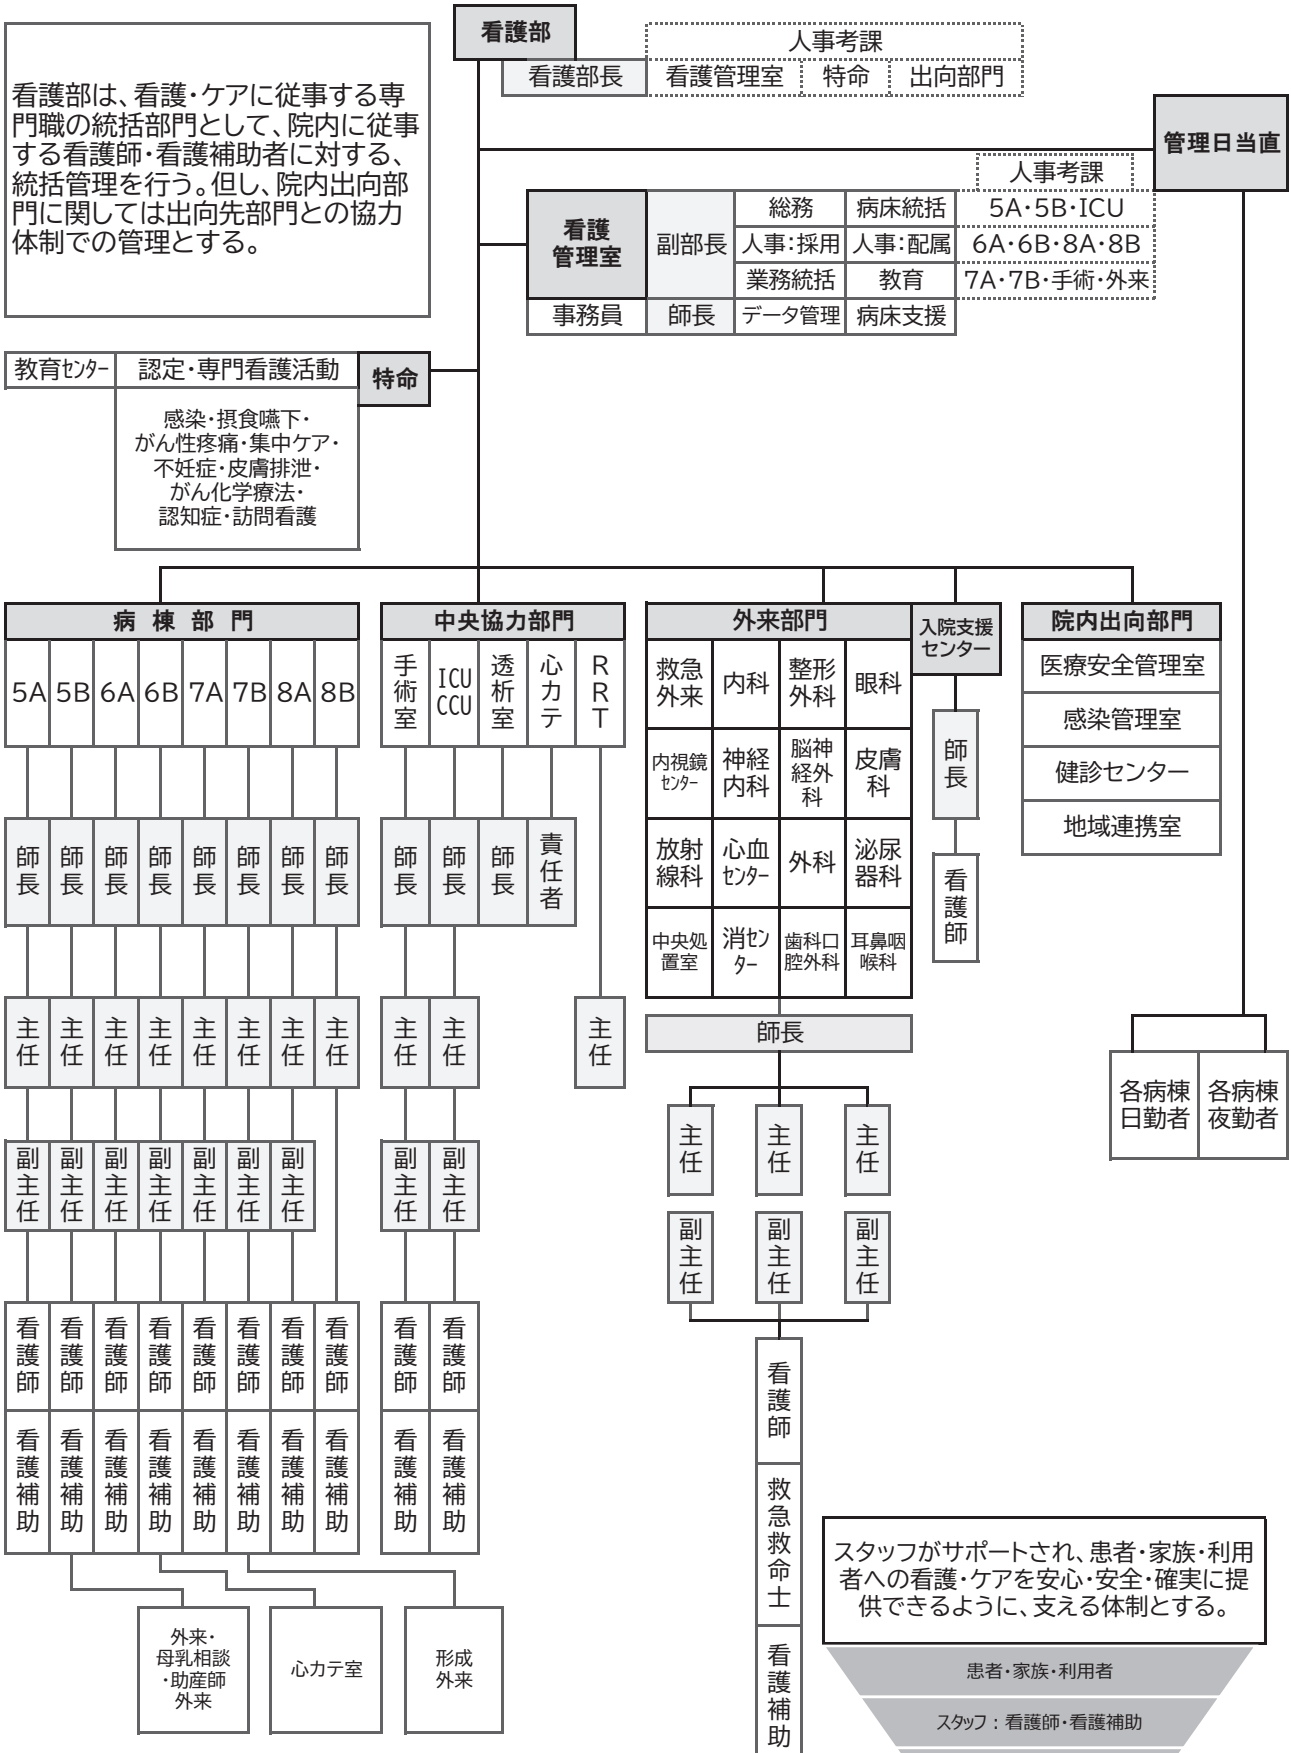 看護部
人事考課
看護部長 看護管理室 特命 出向部門
看護部は、看護・ケアに従事する専
門職の統括部門として、院内に従事
する看護師・看護補助者に対する、
統括管理を行う。但し、院内出向部
門に関しては出向先部門との協力
体制での管理とする。
管理日当直
人事考課
看護
管理室
副部長
総務 病床統括 5A・5B・ICU
人事:採用 人事:配属 6A・6B・8A・8B
業務統括 教育 7A・7B・手術・外来
事務員 師長 データ管理 病床支援
教育センター 認定・専門看護活動 特命
感染・摂食嚥下・
がん性疼痛・集中ケア・
不妊症・皮膚排泄・
がん化学療法・
認知症・訪問看護
病棟部門
5A 5B 6A 6B 7A 7B 8A 8B
師長 師長 師長 師長 師長 師長 師長 師長
主任 主任 主任 主任 主任 主任 主任 主任
副主任 副主任 副主任 副主任 副主任 副主任 副主任
看護師 看護師 看護師 看護師 看護師 看護師 看護師 看護師
看護補助 看護補助 看護補助 看護補助 看護補助 看護補助 看護補助 看護補助
外来・
母乳相談
・助産師
外来
心カテ室
形成
外来
中央協力部門
手術室
ICU
CCU
透析室
心カテ
RRT
師長 師長 師長 責任者
主任 主任 主任
副主任 副主任
看護師 看護師
看護補助 看護補助
外来部門
救急
外来
内科
整形
外科
眼科
内視鏡
センター
神経
内科
脳神
経外
科
皮膚
科
放射
線科
心血
センター
外科
泌尿
器科
中央処
置室
消セン
ター
歯科口
腔外科
耳鼻咽
喉科
師長
主任 主任 主任
副主任 副主任 副主任
看護師
救急救命士
看護補助
入院支援
センター
師長
看護師
院内出向部門
医療安全管理室
感染管理室
健診センター
地域連携室
各病棟
日勤者
各病棟
夜勤者
スタッフがサポートされ、患者・家族・利用
者への看護・ケアを安心・安全・確実に提
供できるように、支える体制とする。
患者・家族・利用者
スタッフ:看護師・看護補助